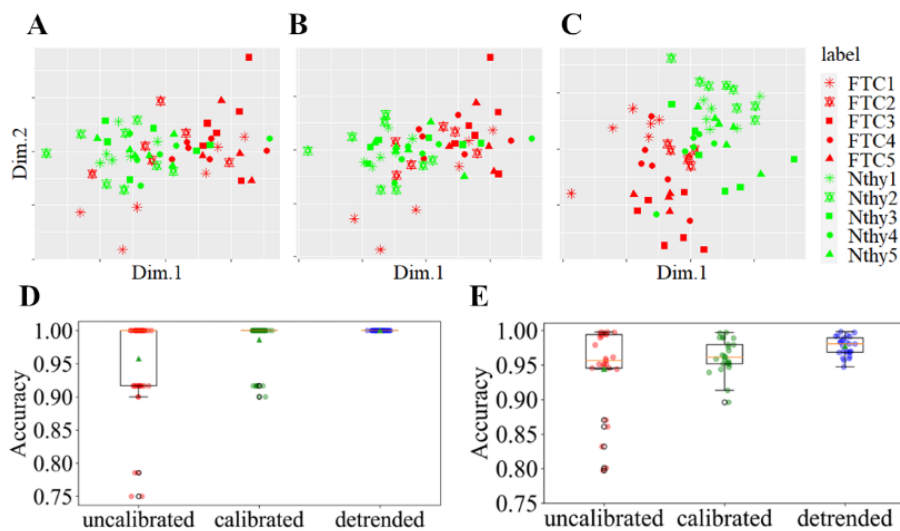 A
B
C
Dim.2
Dim.1
Dim.1
Dim.1
label
FTC1
FTC2
FTC3
FTC4
FTC5
Nthy1
Nthy2
Nthy3
Nthy4
Nthy5
D
Accuracy
1.00
0.95
0.90
0.85
0.80
0.75
uncalibrated calibrated detrended
E
Accuracy
1.00
0.95
0.90
0.85
0.80
0.75
uncalibrated calibrated detrended